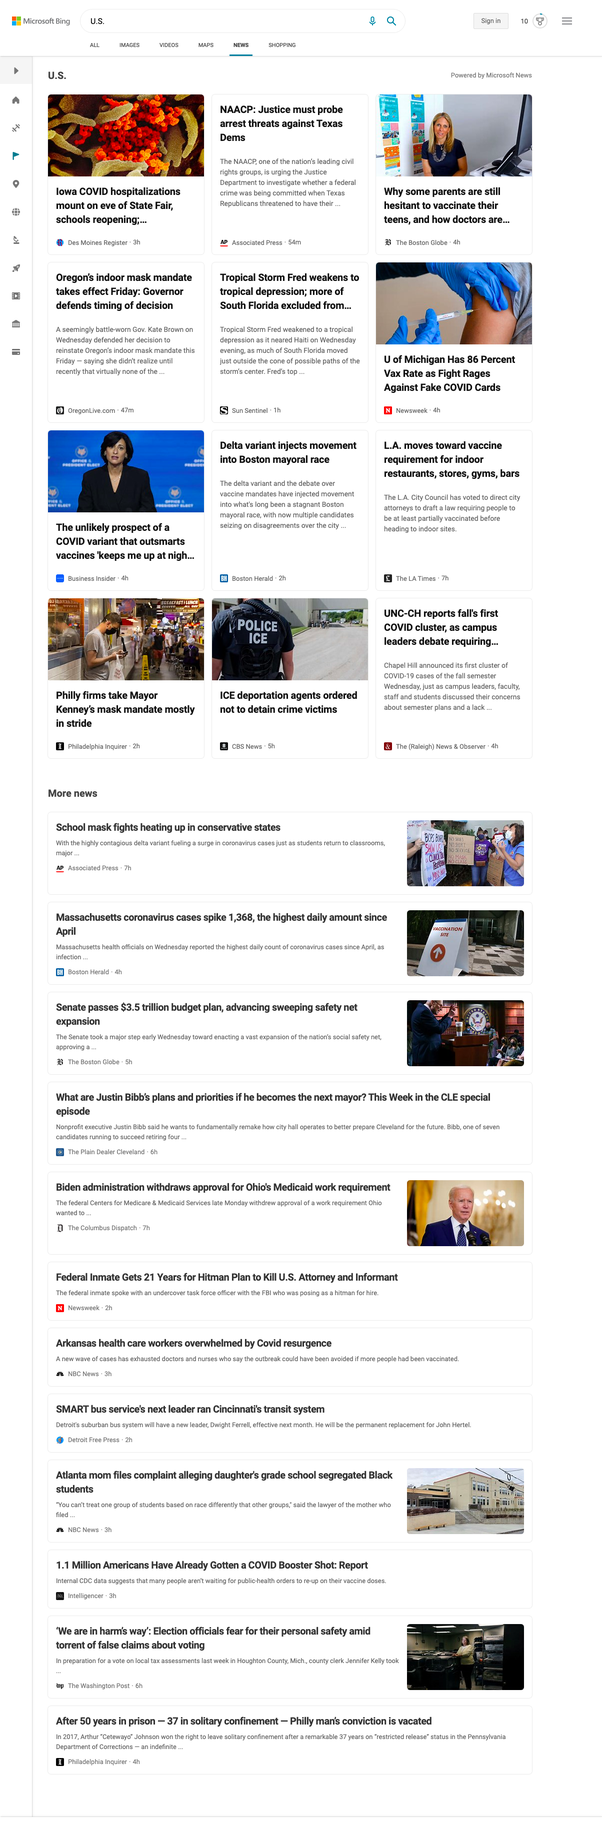 Microsoft Bing
U.S.
Sign in
10
ALL
IMAGES
VIDEOS
MAPS
NEWS
SHOPPING
U.S.
Powered by Microsoft News
Iowa COVID hospitalizations
mount on eve of State Fair,
schools reopening;...
Des Moines Register · 3h
NAACP: Justice must probe
arrest threats against Texas
Dems
The NAACP, one of the nation's leading civil
rights groups, is urging the Justice
Department to investigate whether a federal
crime was being committed when Texas
Republicans threatened to have their ...
AP
Associated Press · 54m
Why some parents are still
hesitant to vaccinate their
teens, and how doctors are...
The Boston Globe · 4h
Oregon's indoor mask mandate
takes effect Friday: Governor
defends timing of decision
A seemingly battle-worn Gov. Kate Brown on
Wednesday defended her decision to
reinstate Oregon's indoor mask mandate this
Friday — saying she didn't realize until
recently that virtually none of the ...
OregonLive.com · 47m
Tropical Storm Fred weakens to
tropical depression; more of
South Florida excluded from...
Tropical Storm Fred weakened to a tropical
depression as it neared Haiti on Wednesday
evening, as much of South Florida moved
just outside the cone of possible paths of the
storm's center. Fred's top ...
Sun Sentinel · 1h
U of Michigan Has 86 Percent
Vax Rate as Fight Rages
Against Fake COVID Cards
Newsweek · 4h
The unlikely prospect of a
COVID variant that outsmarts
vaccines 'keeps me up at nigh...
Business Insider · 4h
Delta variant injects movement
into Boston mayoral race
The delta variant and the debate over
vaccine mandates have injected movement
into what's long been a stagnant Boston
mayoral race, with now multiple candidates
seizing on disagreements over the city ...
Boston Herald · 2h
L.A. moves toward vaccine
requirement for indoor
restaurants, stores, gyms, bars
The L.A. City Council has voted to direct city
attorneys to draft a law requiring people to
be at least partially vaccinated before
heading to indoor sites.
The LA Times · 7h
Philly firms take Mayor
Kenney's mask mandate mostly
in stride
Philadelphia Inquirer · 2h
POLICE
ICE
ICE deportation agents ordered
not to detain crime victims
CBS News · 5h
UNC-CH reports fall's first
COVID cluster, as campus
leaders debate requiring...
Chapel Hill announced its first cluster of
COVID-19 cases of the fall semester
Wednesday, just as campus leaders, faculty,
staff and students discussed their concerns
about semester plans and a lack ...
The (Raleigh) News & Observer · 4h
More news
School mask fights heating up in conservative states
With the highly contagious delta variant fueling a surge in coronavirus cases just as students return to classrooms,
major ...
AP
Associated Press · 7h
Massachusetts coronavirus cases spike 1,368, the highest daily amount since
April
Massachusetts health officials on Wednesday reported the highest daily count of coronavirus cases since April, as
infection ...
Boston Herald · 4h
VACCINATION
SITE
Senate passes $3.5 trillion budget plan, advancing sweeping safety net
expansion
The Senate took a major step early Wednesday toward enacting a vast expansion of the nation's social safety net,
approving a ...
The Boston Globe · 5h
What are Justin Bibb's plans and priorities if he becomes the next mayor? This Week in the CLE special
episode
Nonprofit executive Justin Bibb said he wants to fundamentally remake how city hall operates to better prepare Cleveland for the future. Bibb, one of seven
candidates running to succeed retiring four ...
The Plain Dealer Cleveland · 6h
Biden administration withdraws approval for Ohio's Medicaid work requirement
The federal Centers for Medicare & Medicaid Services late Monday withdrew approval of a work requirement Ohio
wanted to ...
The Columbus Dispatch · 7h
Federal Inmate Gets 21 Years for Hitman Plan to Kill U.S. Attorney and Informant
The federal inmate spoke with an undercover task force officer with the FBI who was posing as a hitman for hire.
Newsweek · 2h
Arkansas health care workers overwhelmed by Covid resurgence
A new wave of cases has exhausted doctors and nurses who say the outbreak could have been avoided if more people had been vaccinated.
NBC News · 3h
SMART bus service's next leader ran Cincinnati's transit system
Detroit's suburban bus system will have a new leader, Dwight Ferrell, effective next month. He will be the permanent replacement for John Hertel.
Detroit Free Press · 2h
Atlanta mom files complaint alleging daughter's grade school segregated Black
students
"You can't treat one group of students based on race differently that other groups," said the lawyer of the mother who
filed ...
NBC News · 3h
1.1 Million Americans Have Already Gotten a COVID Booster Shot: Report
Internal CDC data suggests that many people aren't waiting for public-health orders to re-up on their vaccine doses.
Intelligencer · 3h
'We are in harm's way': Election officials fear for their personal safety amid
torrent of false claims about voting
In preparation for a vote on local tax assessments last week in Houghton County, Mich., county clerk Jennifer Kelly took
...
wp
The Washington Post · 6h
After 50 years in prison — 37 in solitary confinement — Philly man's conviction is vacated
In 2017, Arthur "Cetewayo" Johnson won the right to leave solitary confinement after a remarkable 37 years on "restricted release" status in the Pennsylvania
Department of Corrections — an indefinite ...
Philadelphia Inquirer · 4h